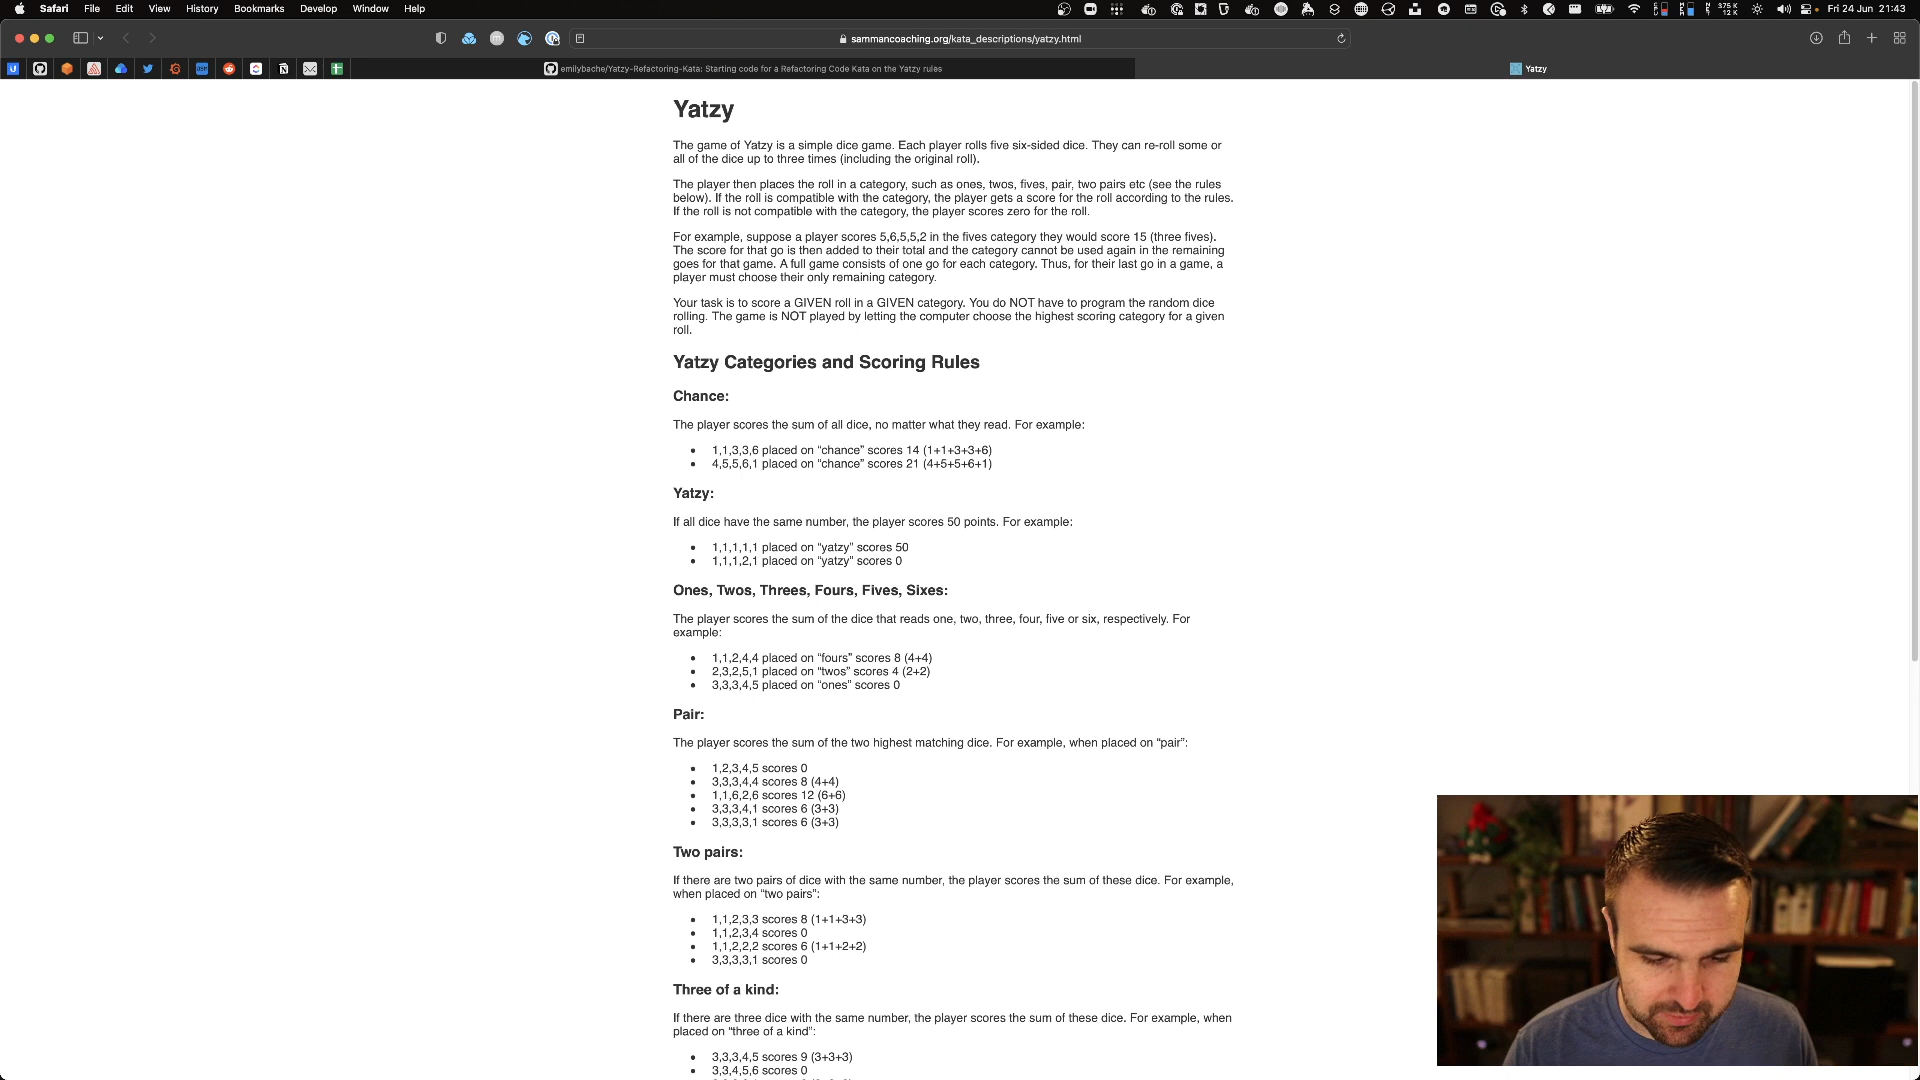 Safari File Edit View History Bookmarks Develop Window Help
375 K
12 K
Fri 24 Jun 21:43
sammancoaching.org/kata_descriptions/yatzy.html
emilybache/Yatzy-Refactoring-Kata: Starting code for a Refactoring Code Kata on the Yatzy rules
Yatzy
Yatzy
The game of Yatzy is a simple dice game. Each player rolls five six-sided dice. They can re-roll some or
all of the dice up to three times (including the original roll).
The player then places the roll in a category, such as ones, twos, fives, pair, two pairs etc (see the rules
below). If the roll is compatible with the category, the player gets a score for the roll according to the rules.
If the roll is not compatible with the category, the player scores zero for the roll.
For example, suppose a player scores 5,6,5,5,2 in the fives category they would score 15 (three fives).
The score for that go is then added to their total and the category cannot be used again in the remaining
goes for that game. A full game consists of one go for each category. Thus, for their last go in a game, a
player must choose their only remaining category.
Your task is to score a GIVEN roll in a GIVEN category. You do NOT have to program the random dice
rolling. The game is NOT played by letting the computer choose the highest scoring category for a given
roll.
Yatzy Categories and Scoring Rules
Chance:
The player scores the sum of all dice, no matter what they read. For example:
• 1,1,3,3,6 placed on “chance” scores 14 (1+1+3+3+6)
• 4,5,5,6,1 placed on “chance” scores 21 (4+5+5+6+1)
Yatzy:
If all dice have the same number, the player scores 50 points. For example:
• 1,1,1,1,1 placed on “yatzy” scores 50
• 1,1,1,2,1 placed on “yatzy” scores 0
Ones, Twos, Threes, Fours, Fives, Sixes:
The player scores the sum of the dice that reads one, two, three, four, five or six, respectively. For
example:
• 1,1,2,4,4 placed on “fours” scores 8 (4+4)
• 2,3,2,5,1 placed on “twos” scores 4 (2+2)
• 3,3,3,4,5 placed on “ones” scores 0
Pair:
The player scores the sum of the two highest matching dice. For example, when placed on “pair”:
• 1,2,3,4,5 scores 0
• 3,3,3,4,4 scores 8 (4+4)
• 1,1,6,2,6 scores 12 (6+6)
• 3,3,3,4,1 scores 6 (3+3)
• 3,3,3,3,1 scores 6 (3+3)
Two pairs:
If there are two pairs of dice with the same number, the player scores the sum of these dice. For example,
when placed on “two pairs”:
• 1,1,2,3,3 scores 8 (1+1+3+3)
• 1,1,2,3,4 scores 0
• 1,1,2,2,2 scores 6 (1+1+2+2)
• 3,3,3,3,1 scores 0
Three of a kind:
If there are three dice with the same number, the player scores the sum of these dice. For example, when
placed on “three of a kind”:
• 3,3,3,4,5 scores 9 (3+3+3)
• 3,3,4,5,6 scores 0